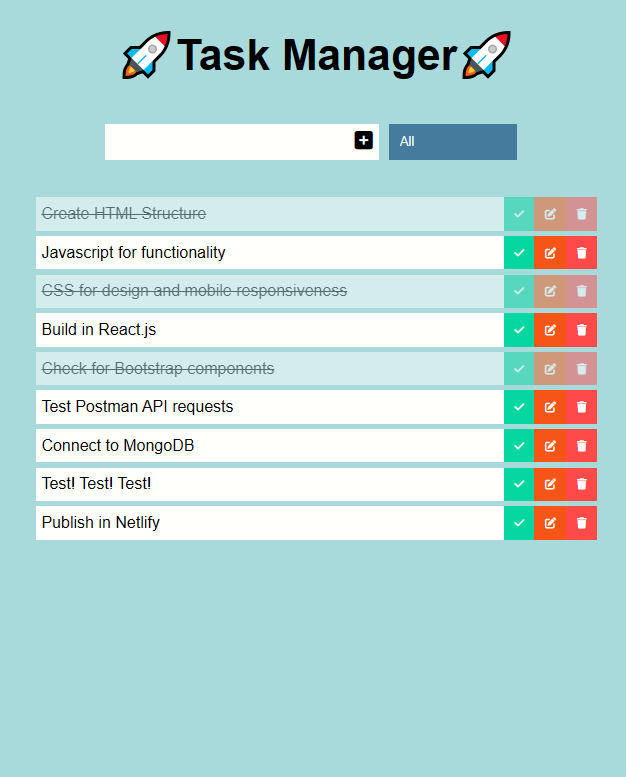 🚀Task Manager🚀
All
Create HTML Structure
Javascript for functionality
CSS for design and mobile responsiveness
Build in React.js
Check for Bootstrap components
Test Postman API requests
Connect to MongoDB
Test! Test! Test!
Publish in Netlify